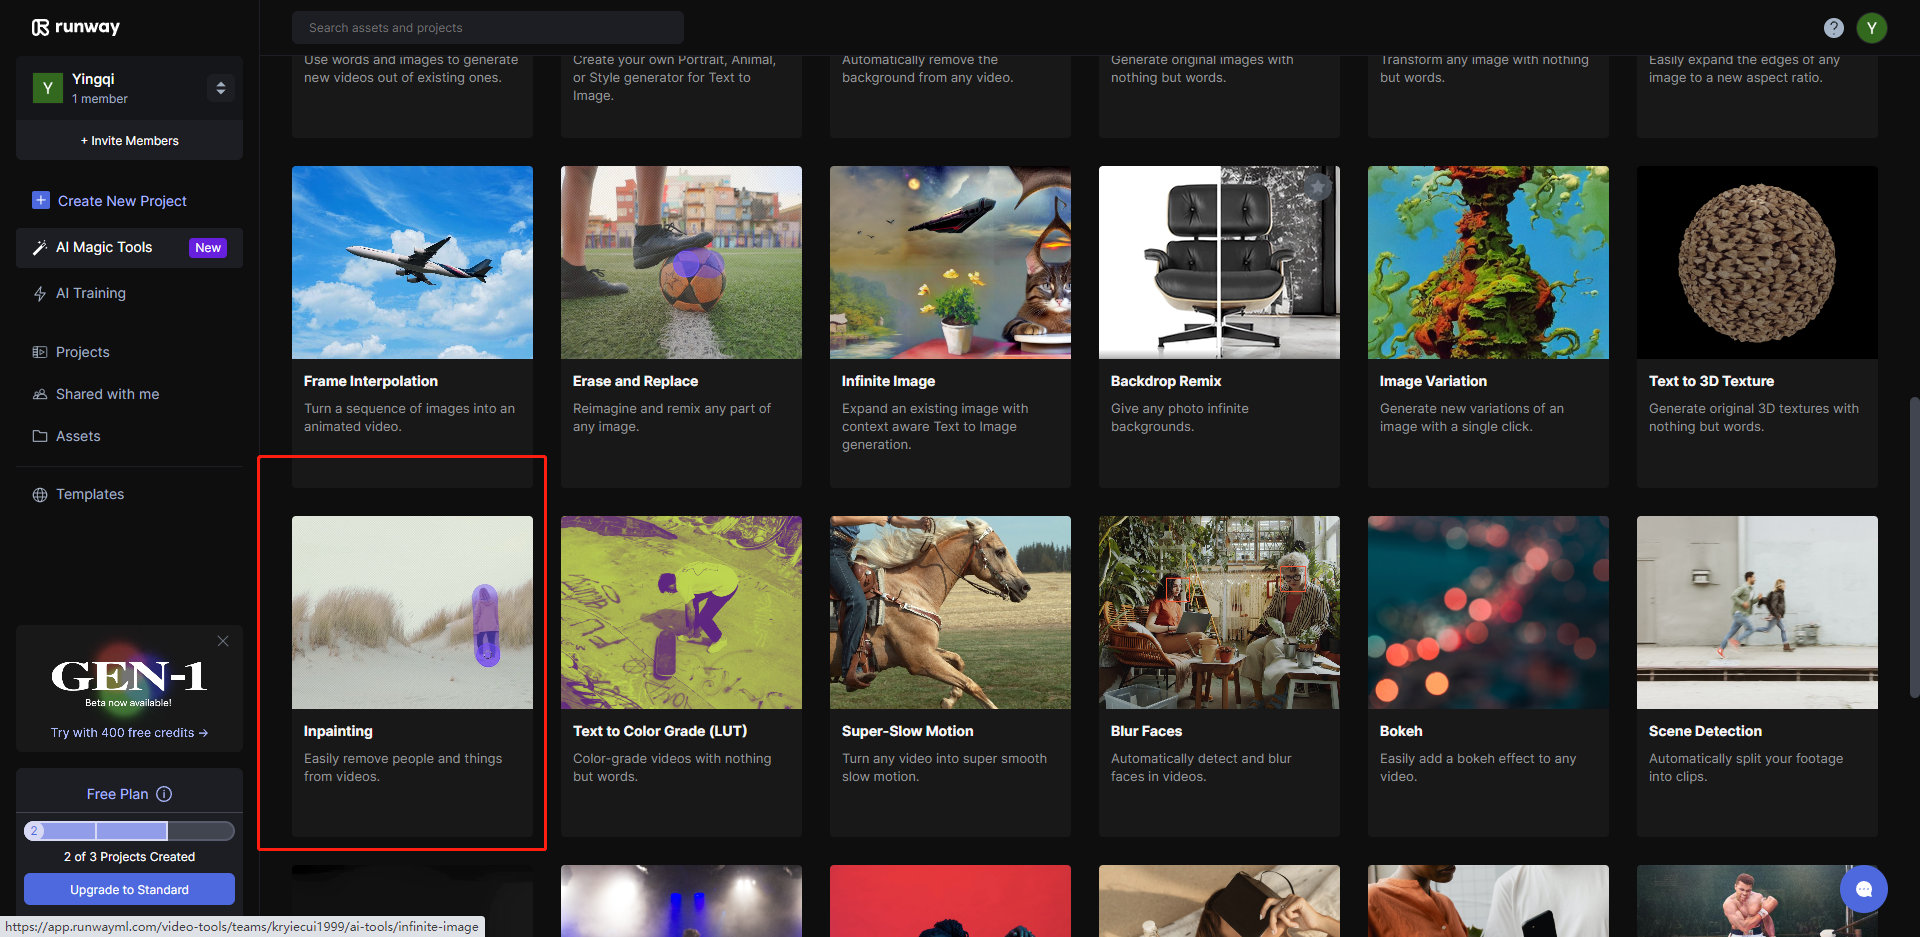 runway
Search assets and projects
?
Y
Y
Yingqi
1 member
+ Invite Members
Create New Project
AI Magic Tools
New
AI Training
Projects
Shared with me
Assets
Templates
GEN-1
Beta now available!
Try with 400 free credits →
Free Plan
2
2 of 3 Projects Created
Upgrade to Standard
Use words and images to generate
new videos out of existing ones.
Create your own Portrait, Animal,
or Style generator for Text to
Image.
Automatically remove the
background from any video.
Generate original images with
nothing but words.
Transform any image with nothing
but words.
Easily expand the edges of any
image to a new aspect ratio.
Frame Interpolation
Turn a sequence of images into an
animated video.
Erase and Replace
Reimagine and remix any part of
any image.
Infinite Image
Expand an existing image with
context aware Text to Image
generation.
Backdrop Remix
Give any photo infinite
backgrounds.
Image Variation
Generate new variations of an
image with a single click.
Text to 3D Texture
Generate original 3D textures with
nothing but words.
Inpainting
Easily remove people and things
from videos.
Text to Color Grade (LUT)
Color-grade videos with nothing
but words.
Super-Slow Motion
Turn any video into super smooth
slow motion.
Blur Faces
Automatically detect and blur
faces in videos.
Bokeh
Easily add a bokeh effect to any
video.
Scene Detection
Automatically split your footage
into clips.
https://app.runwayml.com/video-tools/teams/kryiecui1999/ai-tools/infinite-image